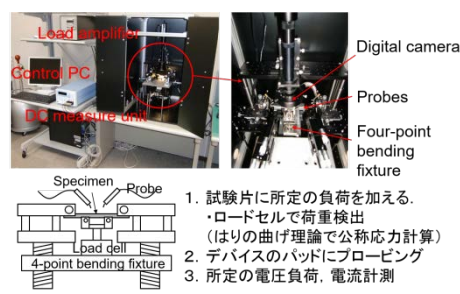 Load amplifier
Control PC
DC measure unit
Digital camera
Probes
Four-point
bending
fixture
Specimen
Probe
Load cell
4-point bending fixture
1. 試験片に所定の負荷を加える.
・ロードセルで荷重検出
(はりの曲げ理論で公称応力計算)
2. デバイスのパッドにプロービング
3. 所定の電圧負荷, 電流計測